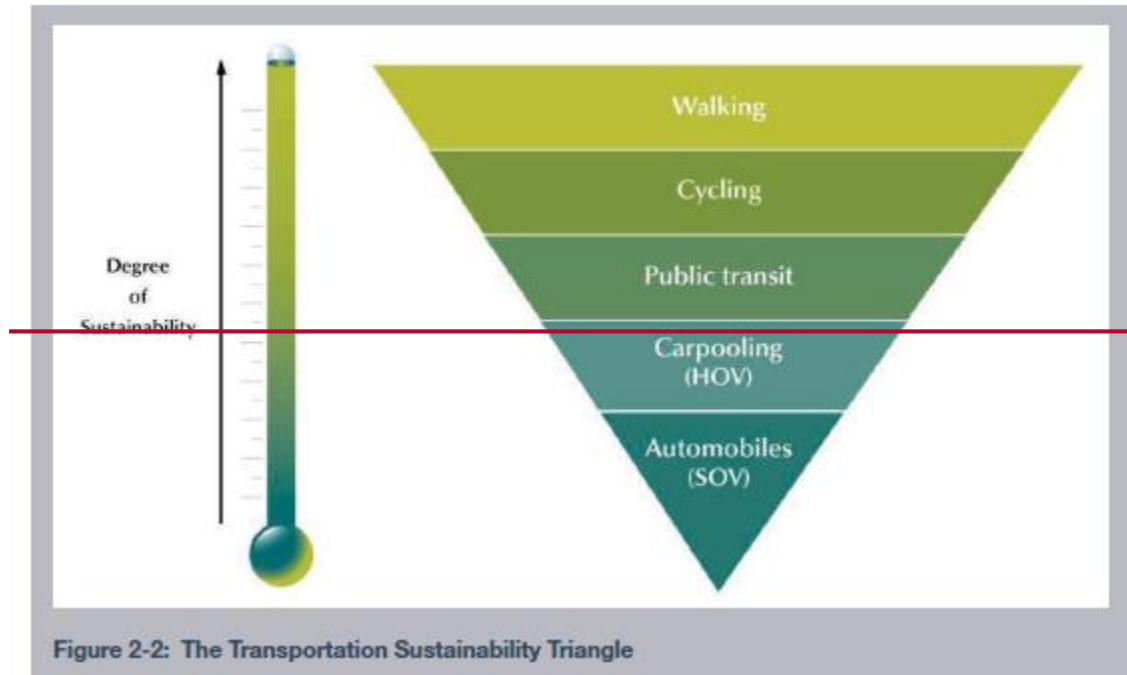 Degree
of
Sustainability
Walking
Cycling
Public transit
Carpooling
(HOV)
Automobiles
(SOV)
Figure 2-2: The Transportation Sustainability Triangle